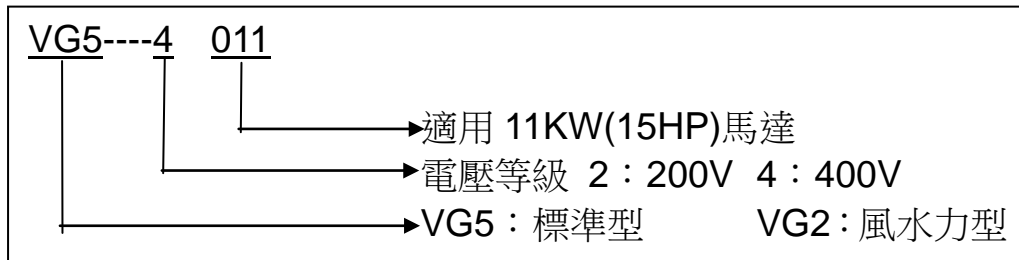 VG5----4 011
適用 11KW(15HP)馬達
電壓等級 2：200V 4：400V
VG5：標準型 VG2：風水力型